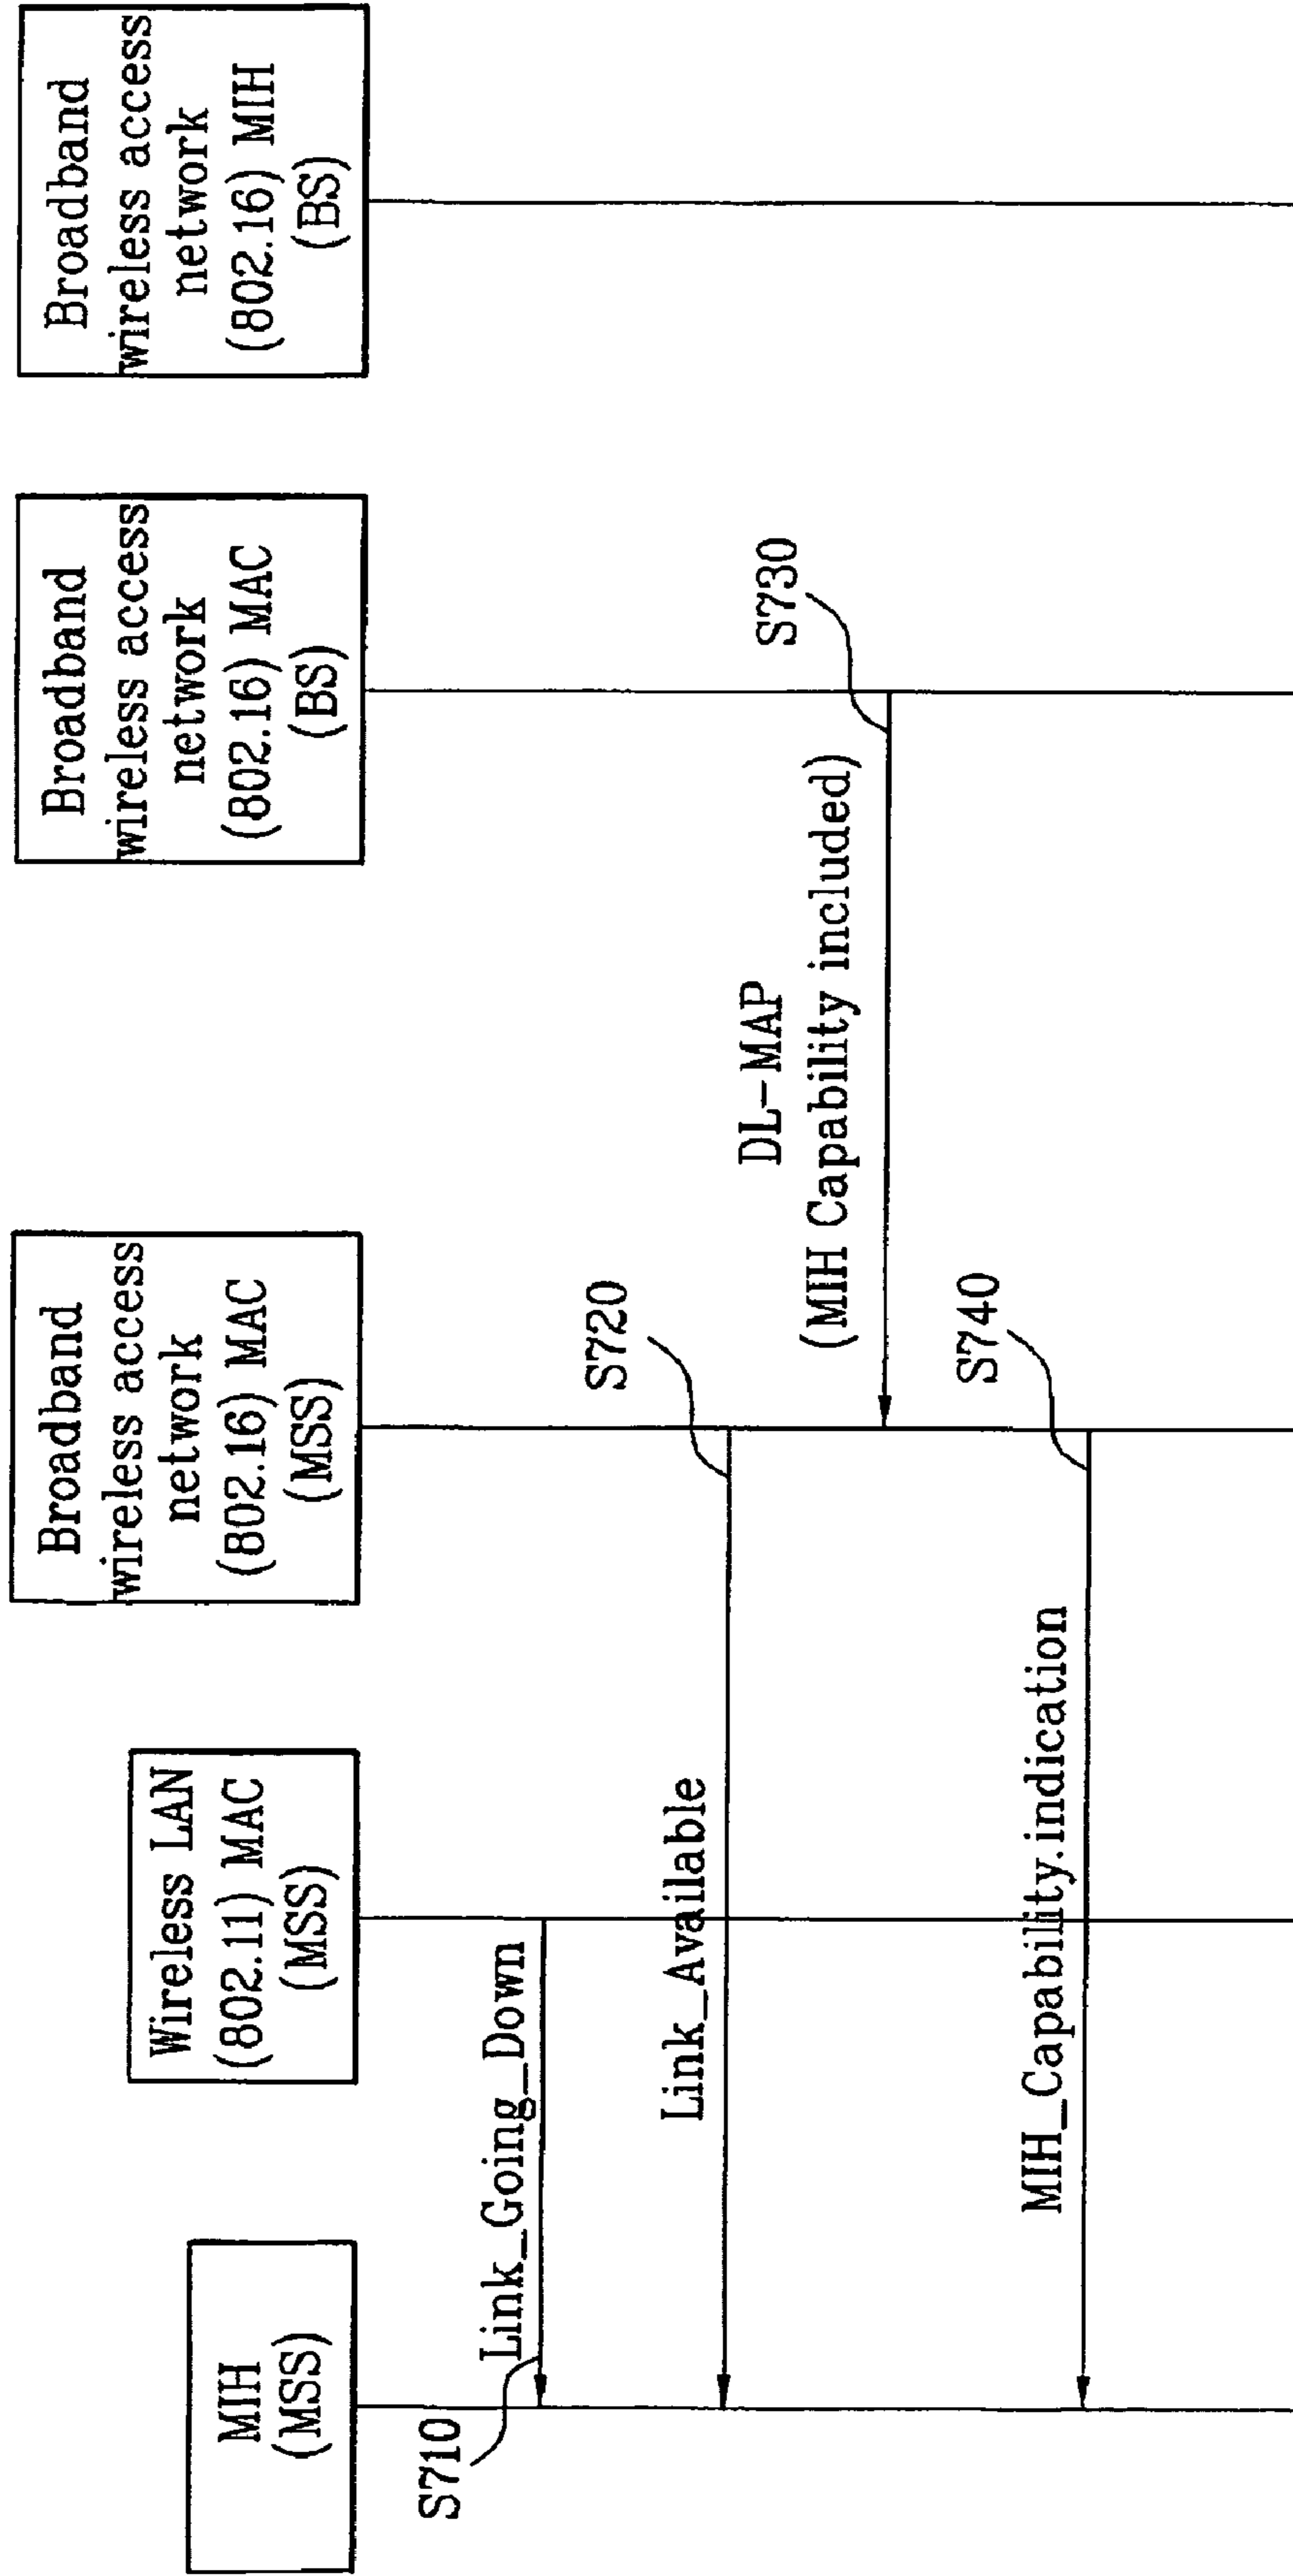 MIH
(MSS)
Wireless LAN
(802.11) MAC
(MSS)
Broadband
wireless access
network
(802.16) MAC
(MSS)
Broadband
wireless access
network
(802.16) MAC
(BS)
Broadband
wireless access
network
(802.16) MIH
(BS)
S710
Link_Going_Down
S720
Link_Available
S730
DL-MAP
(MIH Capability included)
S740
MIH_Capability.indication